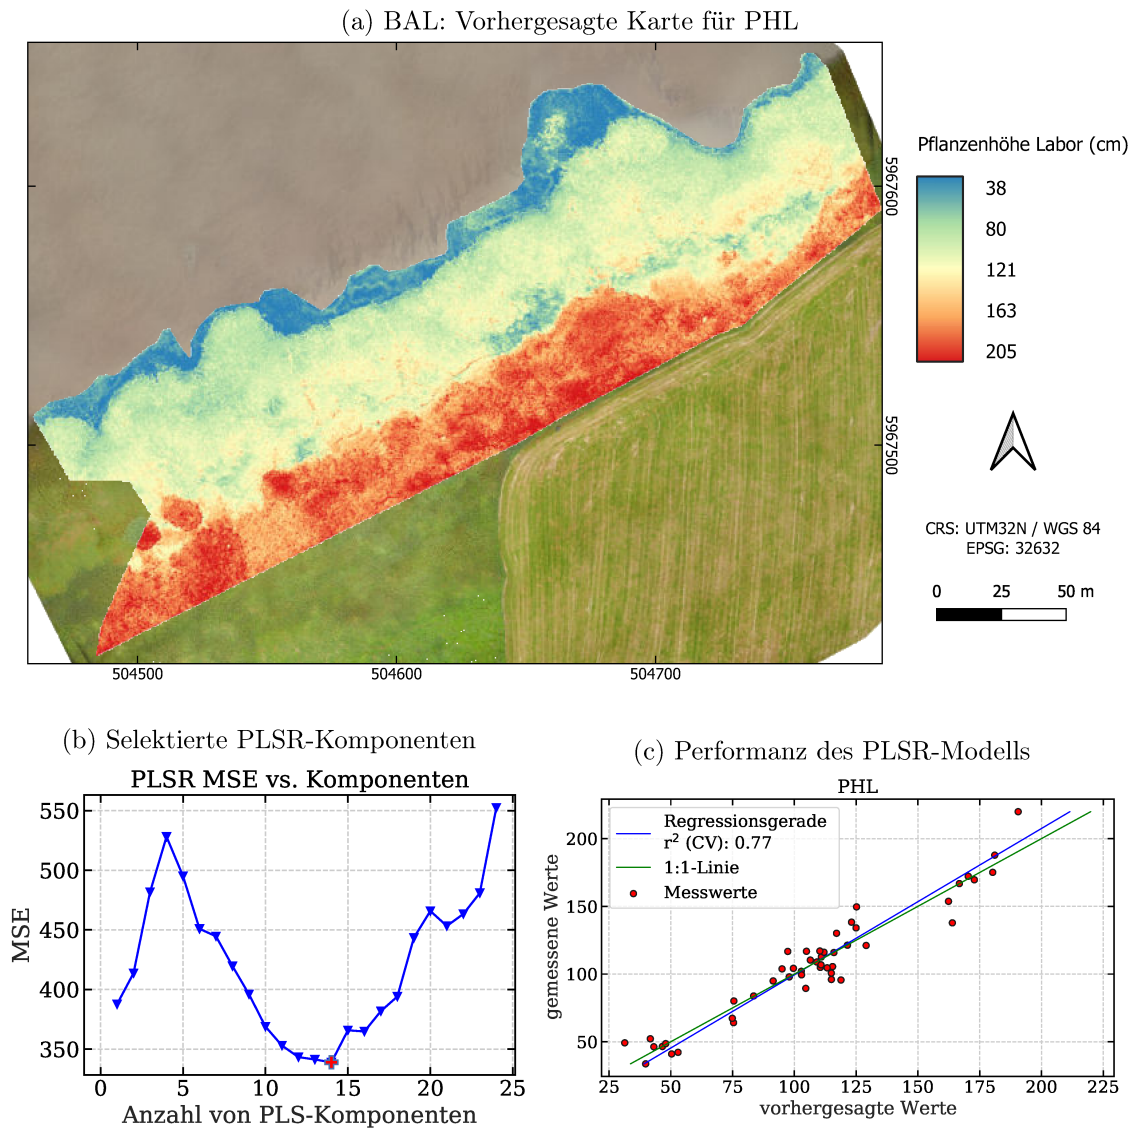 (a) BAL: Vorhergesagte Karte für PHL
Pflanzenhöhe Labor (cm)
38
80
121
163
205
5967600
5967500
CRS: UTM32N / WGS 84
EPSG: 32632
0 25 50 m
504500 504600 504700
(b) Selektierte PLSR-Komponenten
PLSR MSE vs. Komponenten
550
500
450
400
350
MSE
0 5 10 15 20 25
Anzahl von PLS-Komponenten
(c) Performanz des PLSR-Modells
PHL
Regressionsgerade
r² (CV): 0.77
1:1-Linie
Messwerte
200
150
100
50
gemessene Werte
25 50 75 100 125 150 175 200 225
vorhergesagte Werte